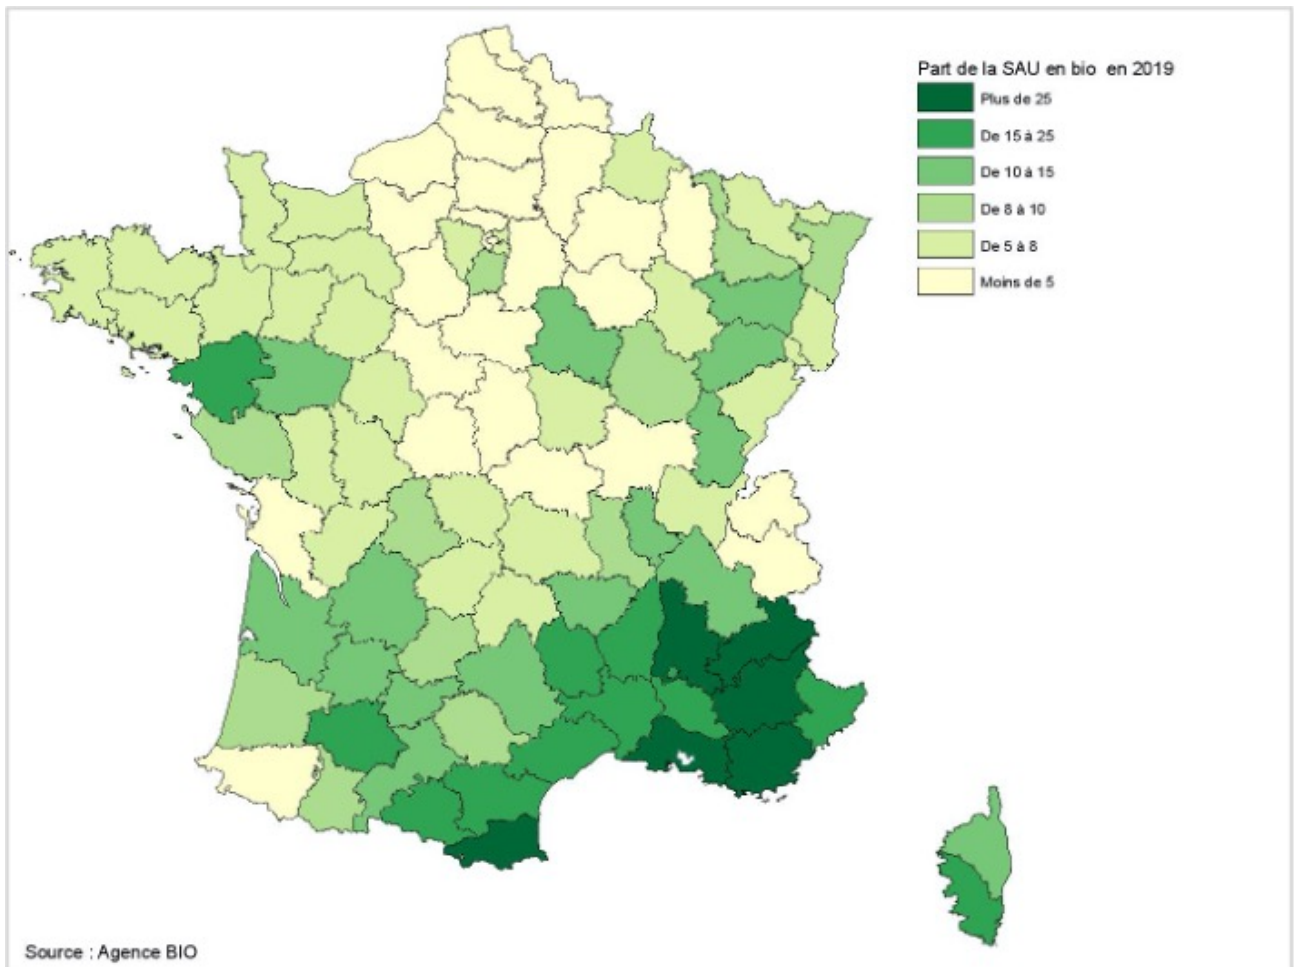 Part de la SAU en bio en 2019
Plus de 25
De 15 à 25
De 10 à 15
De 8 à 10
De 5 à 8
Moins de 5
Source : Agence BIO